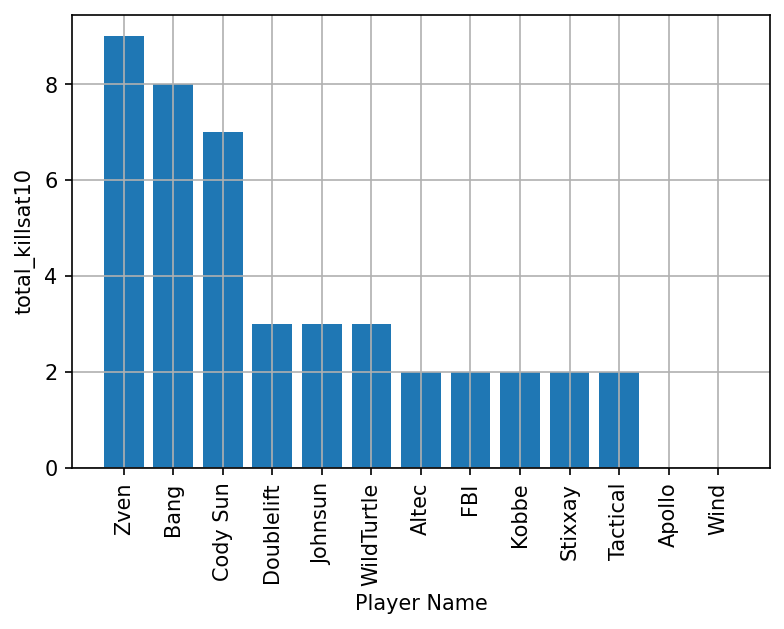 total_killsat10
8
6
4
2
0
Zven
Bang
Cody Sun
Doublelift
Johnsun
WildTurtle
Altec
FBI
Kobbe
Stixxay
Tactical
Apollo
Wind
Player Name